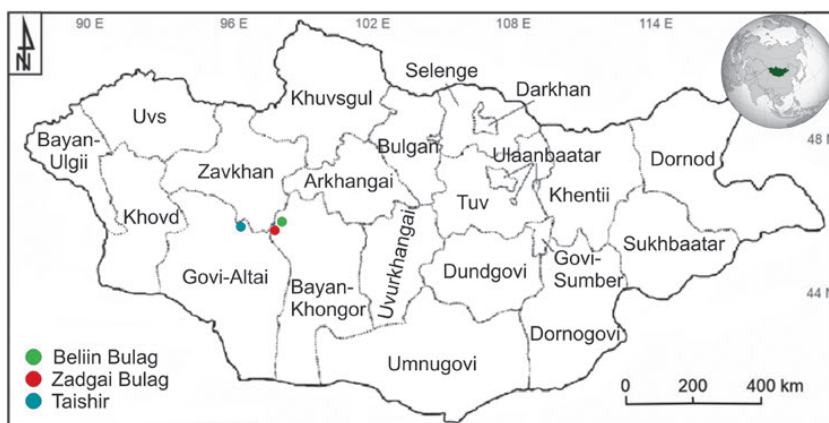 90 E
96 E
102 E
108 E
114 E
N
Selenge
Darkhan
Khuvsgul
Uvs
Bayan-
Ulgii
Bulgan
48 N
Zavkhan
Ulaanbaatar
Dornod
Arkhangai
Khovd
Tuv
Khentii
Uvurkhangai
Sukhbaatar
Govi-Altai
Dundgovi
Govi-
Sumber
Bayan-
Khongor
44 N
Dornogovi
Umnugovi
Beliin Bulag
Zadgai Bulag
Taishir
0 200 400 km